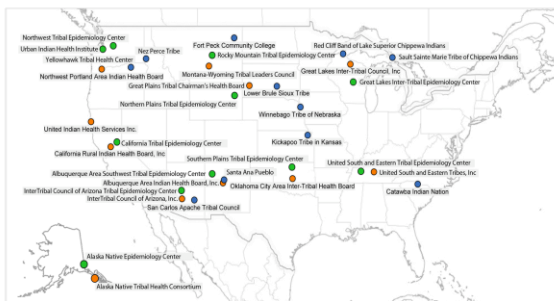 Northwest Tribal Epidemiology Center
Urban Indian Health Institute
Nez Perce Tribe
Yellowhawk Tribal Health Center
Northwest Portland Area Indian Health Board
Fort Peck Community College
Rocky Mountain Tribal Epidemiology Center
Montana-Wyoming Tribal Leaders Council
Great Plains Tribal Chairman's Health Board
Lower Brule Sioux Tribe
Northern Plains Tribal Epidemiology Center
Winnebago Tribe of Nebraska
Kickapoo Tribe in Kansas
Red Cliff Band of Lake Superior Chippewa Indians
Sault Sainte Marie Tribe of Chippewa Indians
Great Lakes Inter-Tribal Council, Inc
Great Lakes Inter-Tribal Epidemiology Center
United Indian Health Services Inc.
California Tribal Epidemiology Center
California Rural Indian Health Board, Inc
Southern Plains Tribal Epidemiology Center
Albuquerque Area Southwest Tribal Epidemiology Center
Santa Ana Pueblo
Albuquerque Area Indian Health Board, Inc.
Oklahoma City Area Inter-Tribal Health Board
InterTribal Council of Arizona Tribal Epidemiology Center
InterTribal Council of Arizona, Inc.
San Carlos Apache Tribal Council
United South and Eastern Tribal Epidemiology Center
United South and Eastern Tribes, Inc
Catawba Indian Nation
Alaska Native Epidemiology Center
Alaska Native Tribal Health Consortium